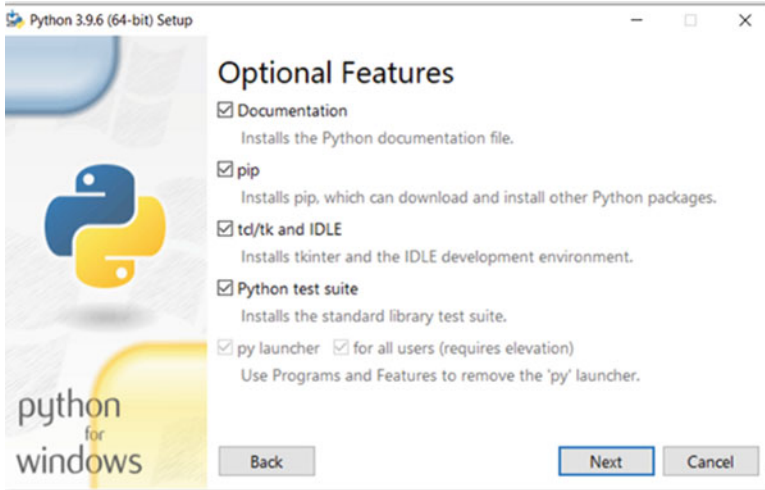 Python 3.9.6 (64-bit) Setup
Optional Features
Documentation
Installs the Python documentation file.
pip
Installs pip, which can download and install other Python packages.
tcl/tk and IDLE
Installs tkinter and the IDLE development environment.
Python test suite
Installs the standard library test suite.
py launcher for all users (requires elevation)
Use Programs and Features to remove the 'py' launcher.
python
for
windows
Back Next Cancel